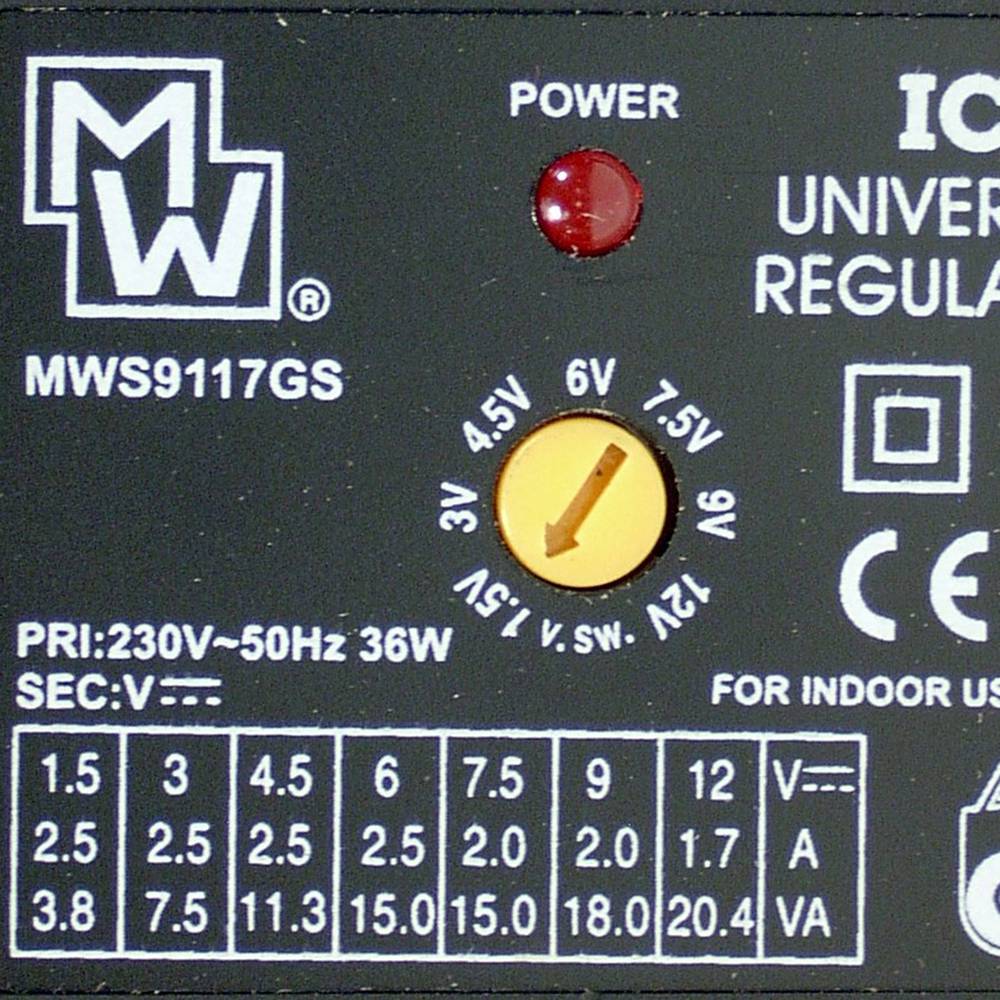 MW
®
MWS9117GS
POWER
IC
UNIVER
REGULA
3V
4.5V
6V
7.5V
9V
12V
V.SW.
1.5V
CE
PRI:230V~50Hz 36W
SEC:V⎓
FOR INDOOR US
1.5 3 4.5 6 7.5 9 12 V⎓
2.5 2.5 2.5 2.5 2.0 2.0 1.7 A
3.8 7.5 11.3 15.0 15.0 18.0 20.4 VA